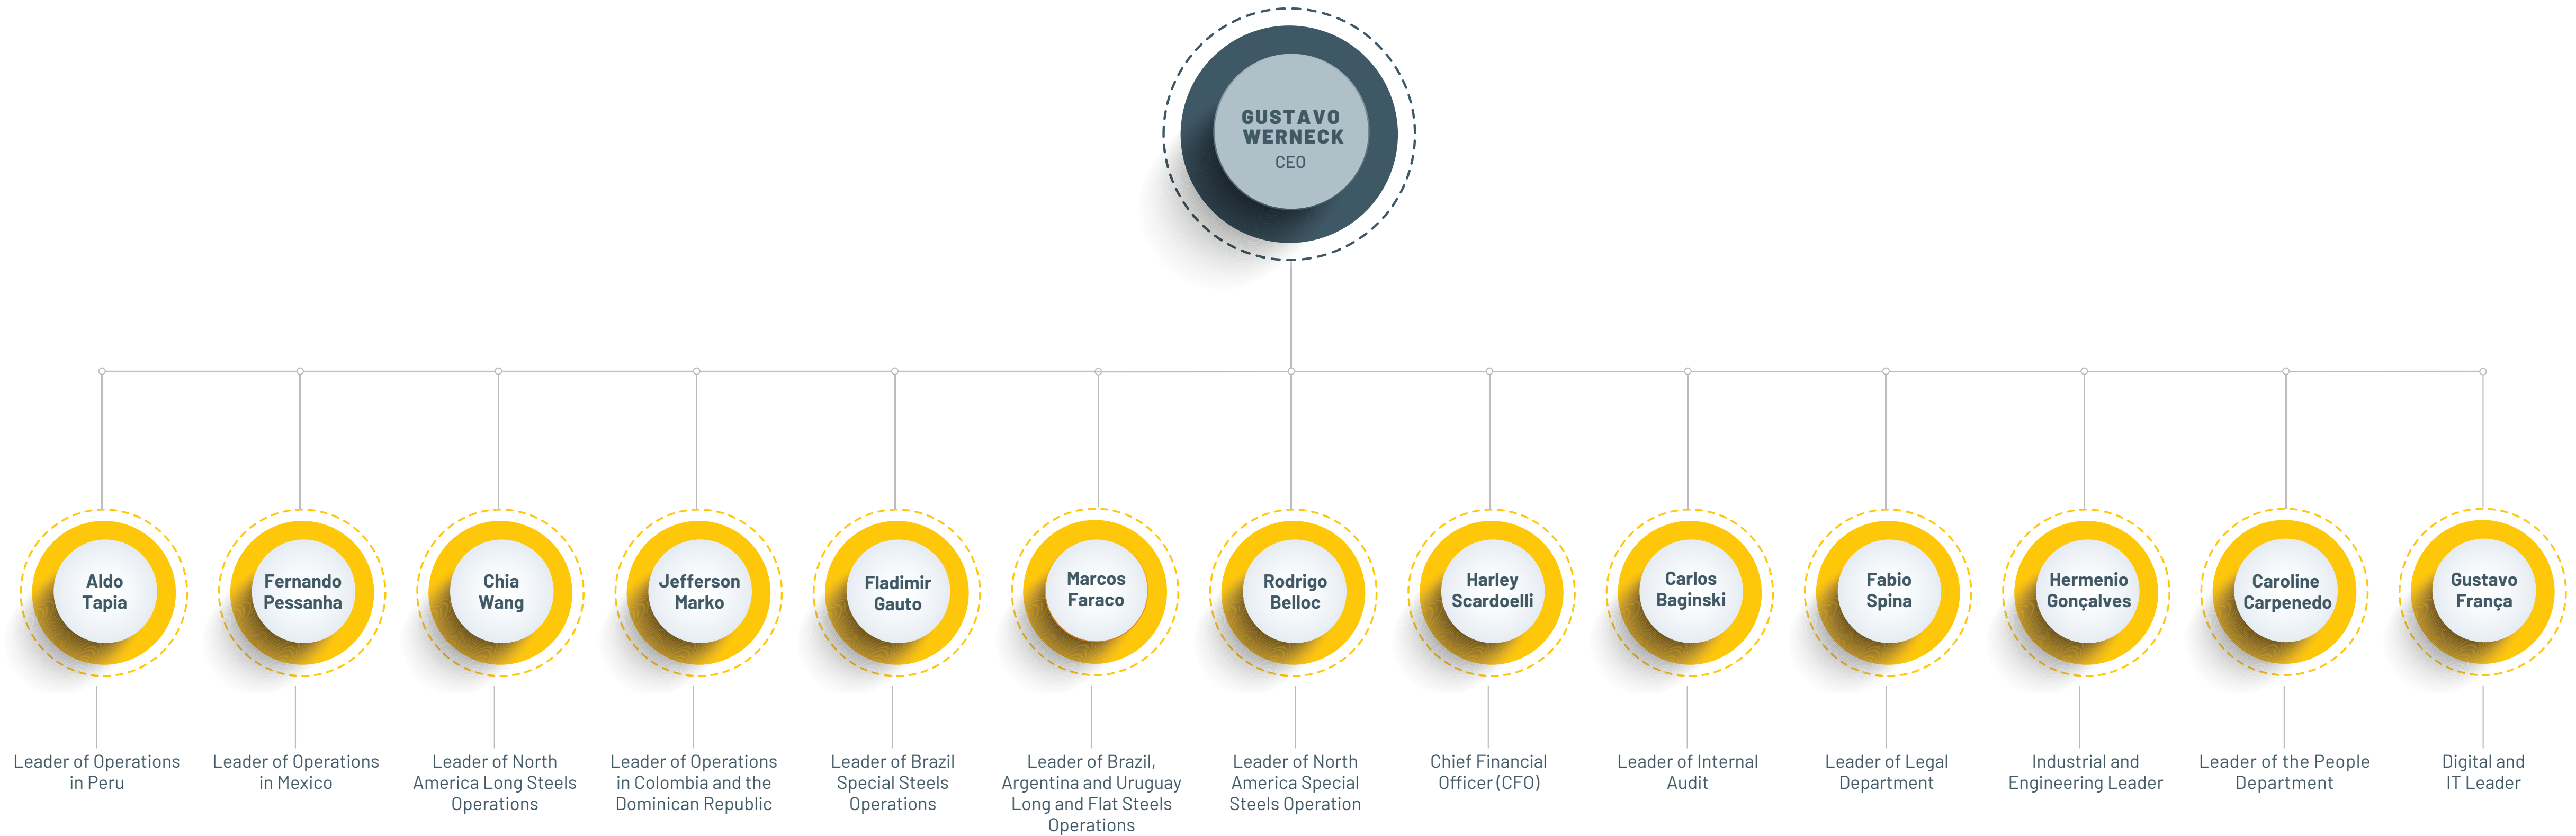 GUSTAVO
WERNECK
CEO
Aldo
Tapia
Leader of Operations
in Peru
Fernando
Pessanha
Leader of Operations
in Mexico
Chia
Wang
Leader of North
America Long Steels
Operations
Jefferson
Marko
Leader of Operations
in Colombia and the
Dominican Republic
Fladimir
Gauto
Leader of Brazil
Special Steels
Operations
Marcos
Faraco
Leader of Brazil,
Argentina and Uruguay
Long and Flat Steels
Operations
Rodrigo
Belloc
Leader of North
America Special
Steels Operation
Harley
Scardoelli
Chief Financial
Officer (CFO)
Carlos
Baginski
Leader of Internal
Audit
Fabio
Spina
Leader of Legal
Department
Hermenio
Gonçalves
Industrial and
Engineering Leader
Caroline
Carpenedo
Leader of the People
Department
Gustavo
França
Digital and
IT Leader